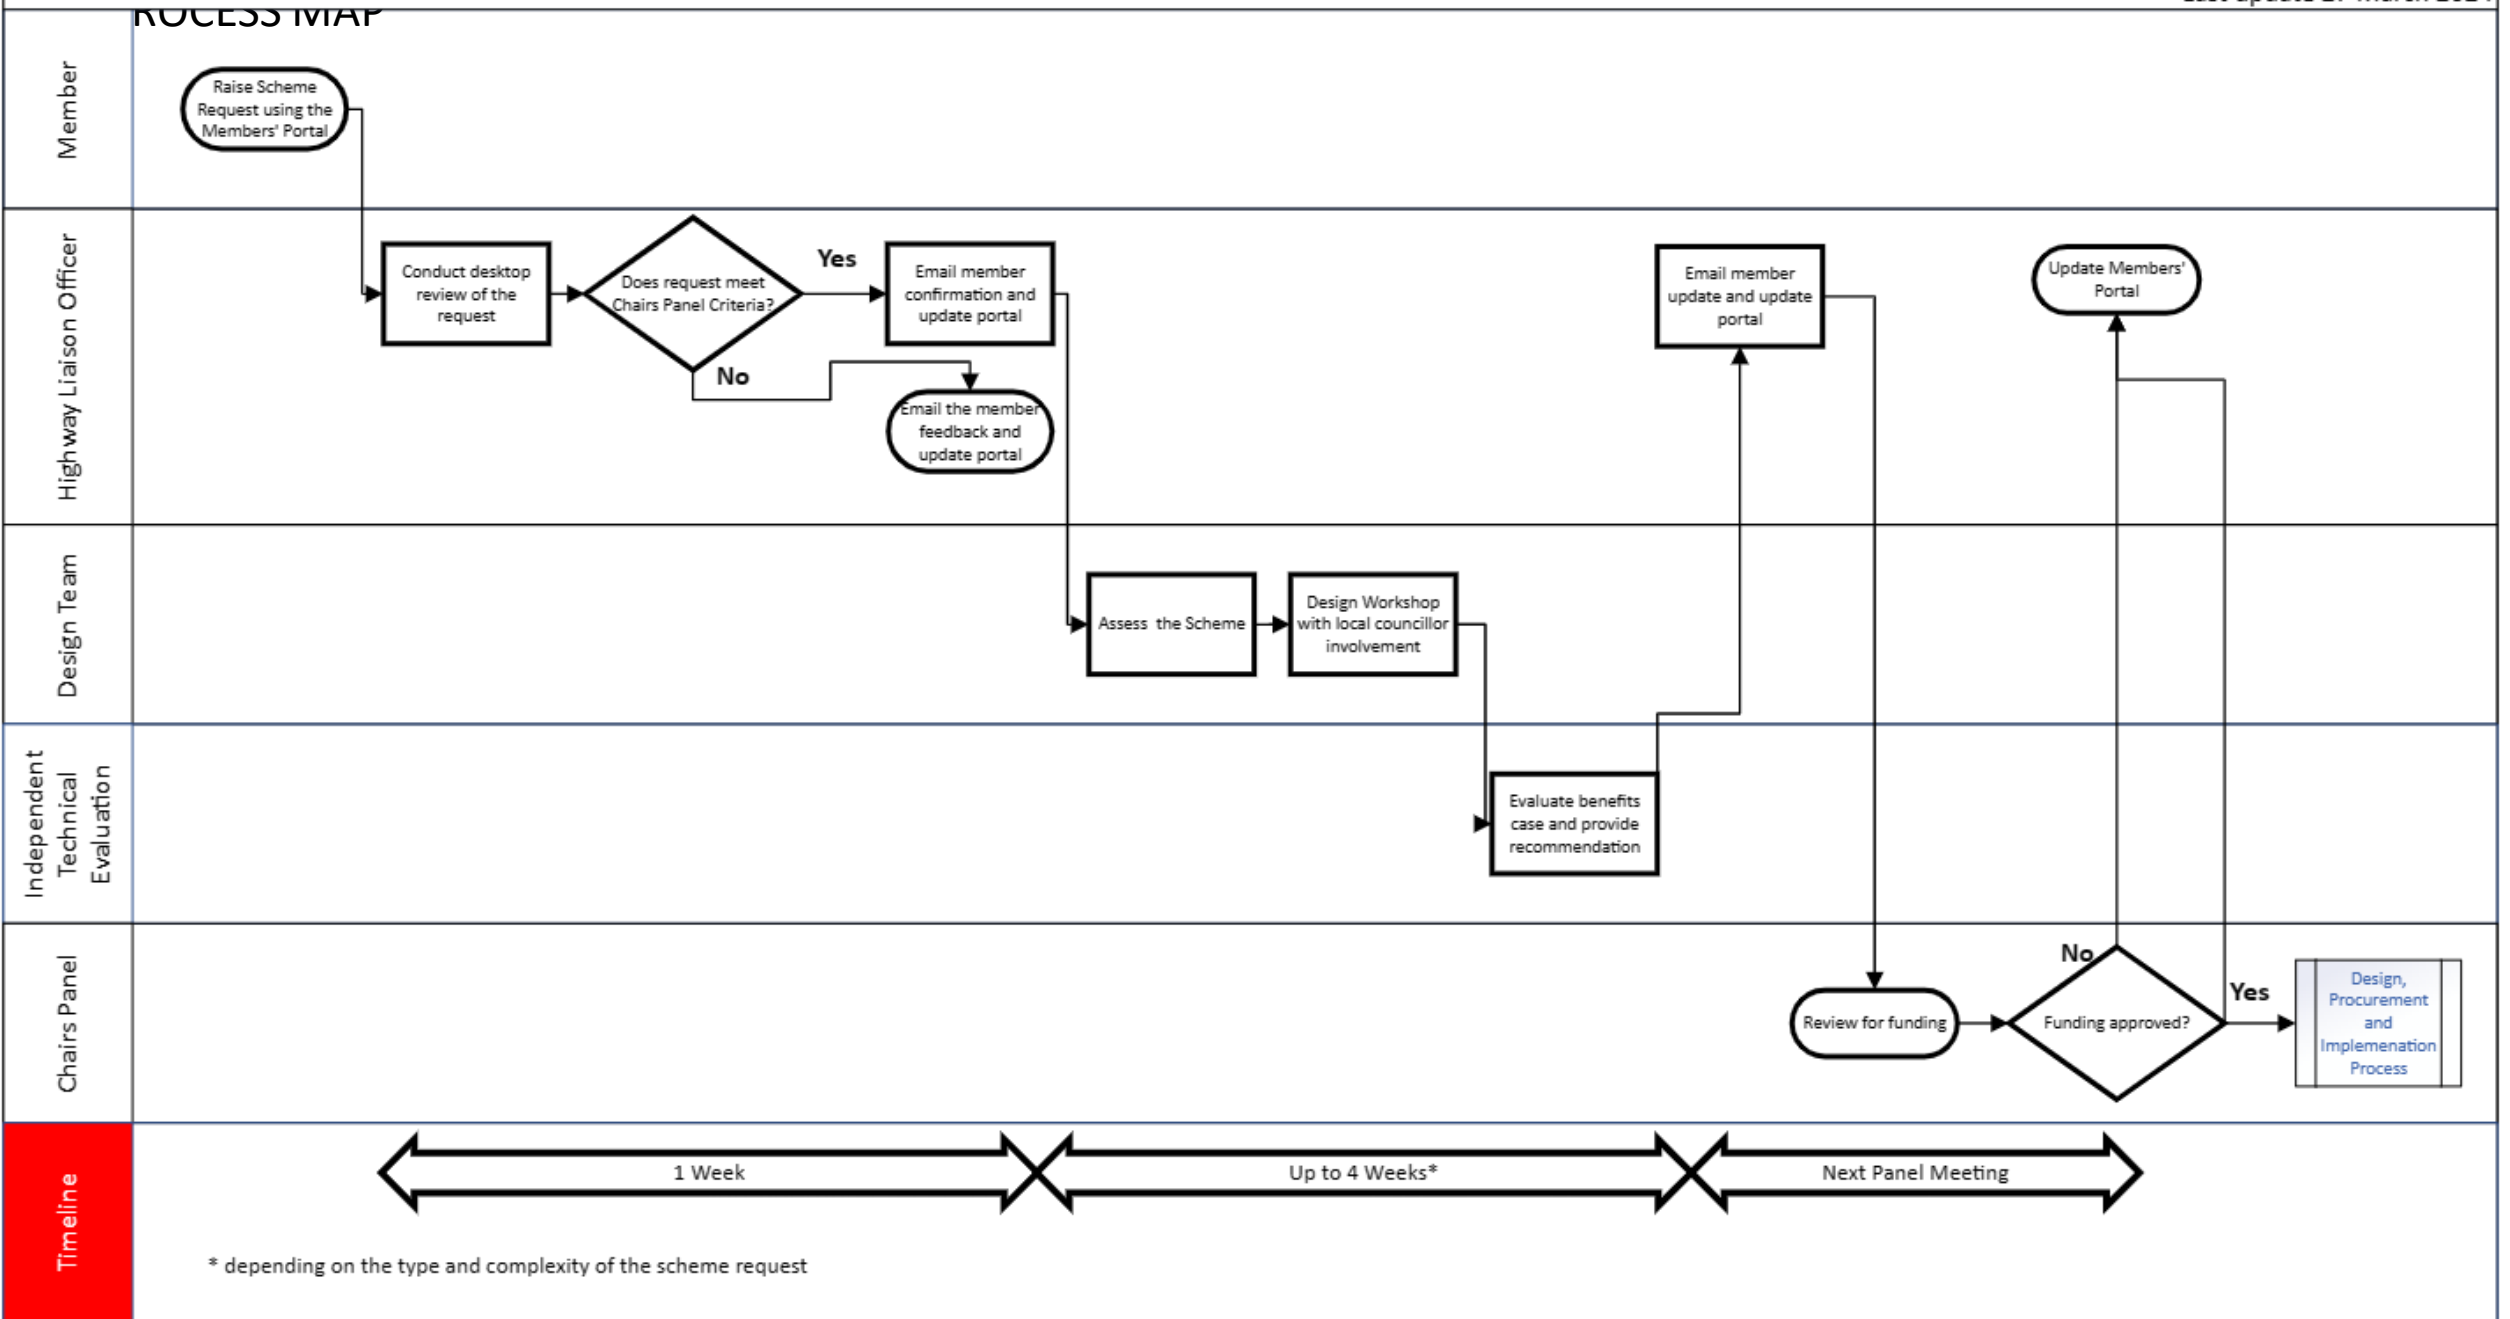 ROCESS MAP
Member
Raise Scheme
Request using the
Members' Portal
Highway Liaison Officer
Conduct desktop
review of the
request
Does request meet
Chairs Panel Criteria?
Yes
No
Email member
confirmation and
update portal
Email the member
feedback and
update portal
Email member
update and update
portal
Update Members'
Portal
Design Team
Assess the Scheme
Design Workshop
with local councillor
involvement
Independent
Technical
Evaluation
Evaluate benefits
case and provide
recommendation
Chairs Panel
Review for funding
No
Funding approved?
Yes
Design,
Procurement
and
Implemenation
Process
Timeline
1 Week
Up to 4 Weeks*
Next Panel Meeting
* depending on the type and complexity of the scheme request